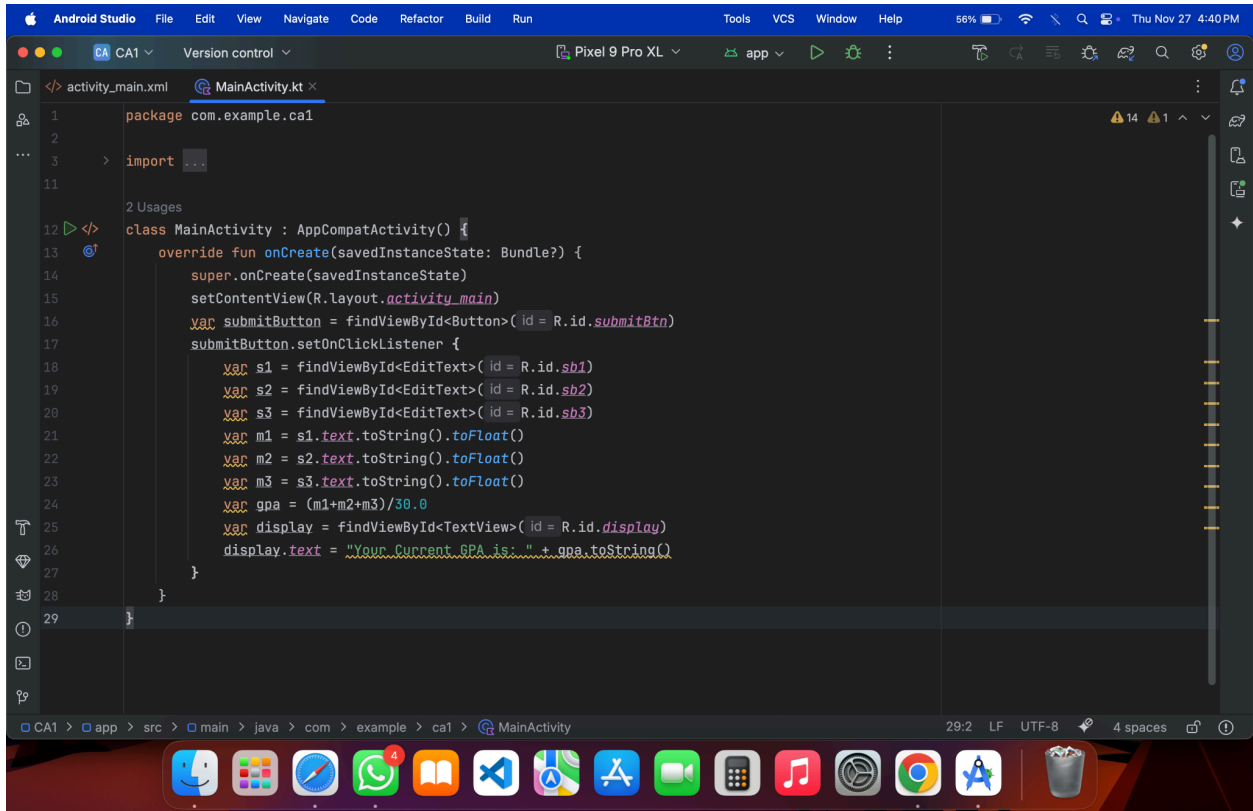 Android Studio File Edit View Navigate Code Refactor Build Run Tools VCS Window Help 56% Thu Nov 27 4:40 PM
CA CA1 Version control Pixel 9 Pro XL app
</> activity_main.xml MainActivity.kt ×
1 package com.example.ca1 14 1
2
3 > import ...
11
2 Usages
12 </> class MainActivity : AppCompatActivity() {
13 override fun onCreate(savedInstanceState: Bundle?) {
14 super.onCreate(savedInstanceState)
15 setContentView(R.layout.activity_main)
16 var submitButton = findViewById<Button>( id = R.id.submitBtn)
17 submitButton.setOnClickListener {
18 var s1 = findViewById<EditText>( id = R.id.sb1)
19 var s2 = findViewById<EditText>( id = R.id.sb2)
20 var s3 = findViewById<EditText>( id = R.id.sb3)
21 var m1 = s1.text.toString().toFloat()
22 var m2 = s2.text.toString().toFloat()
23 var m3 = s3.text.toString().toFloat()
24 var gpa = (m1+m2+m3)/30.0
25 var display = findViewById<TextView>( id = R.id.display)
26 display.text = "Your Current GPA is: " + gpa.toString()
27 }
28 }
29 }
CA1 > app > src > main > java > com > example > ca1 > MainActivity 29:2 LF UTF-8 4 spaces
4